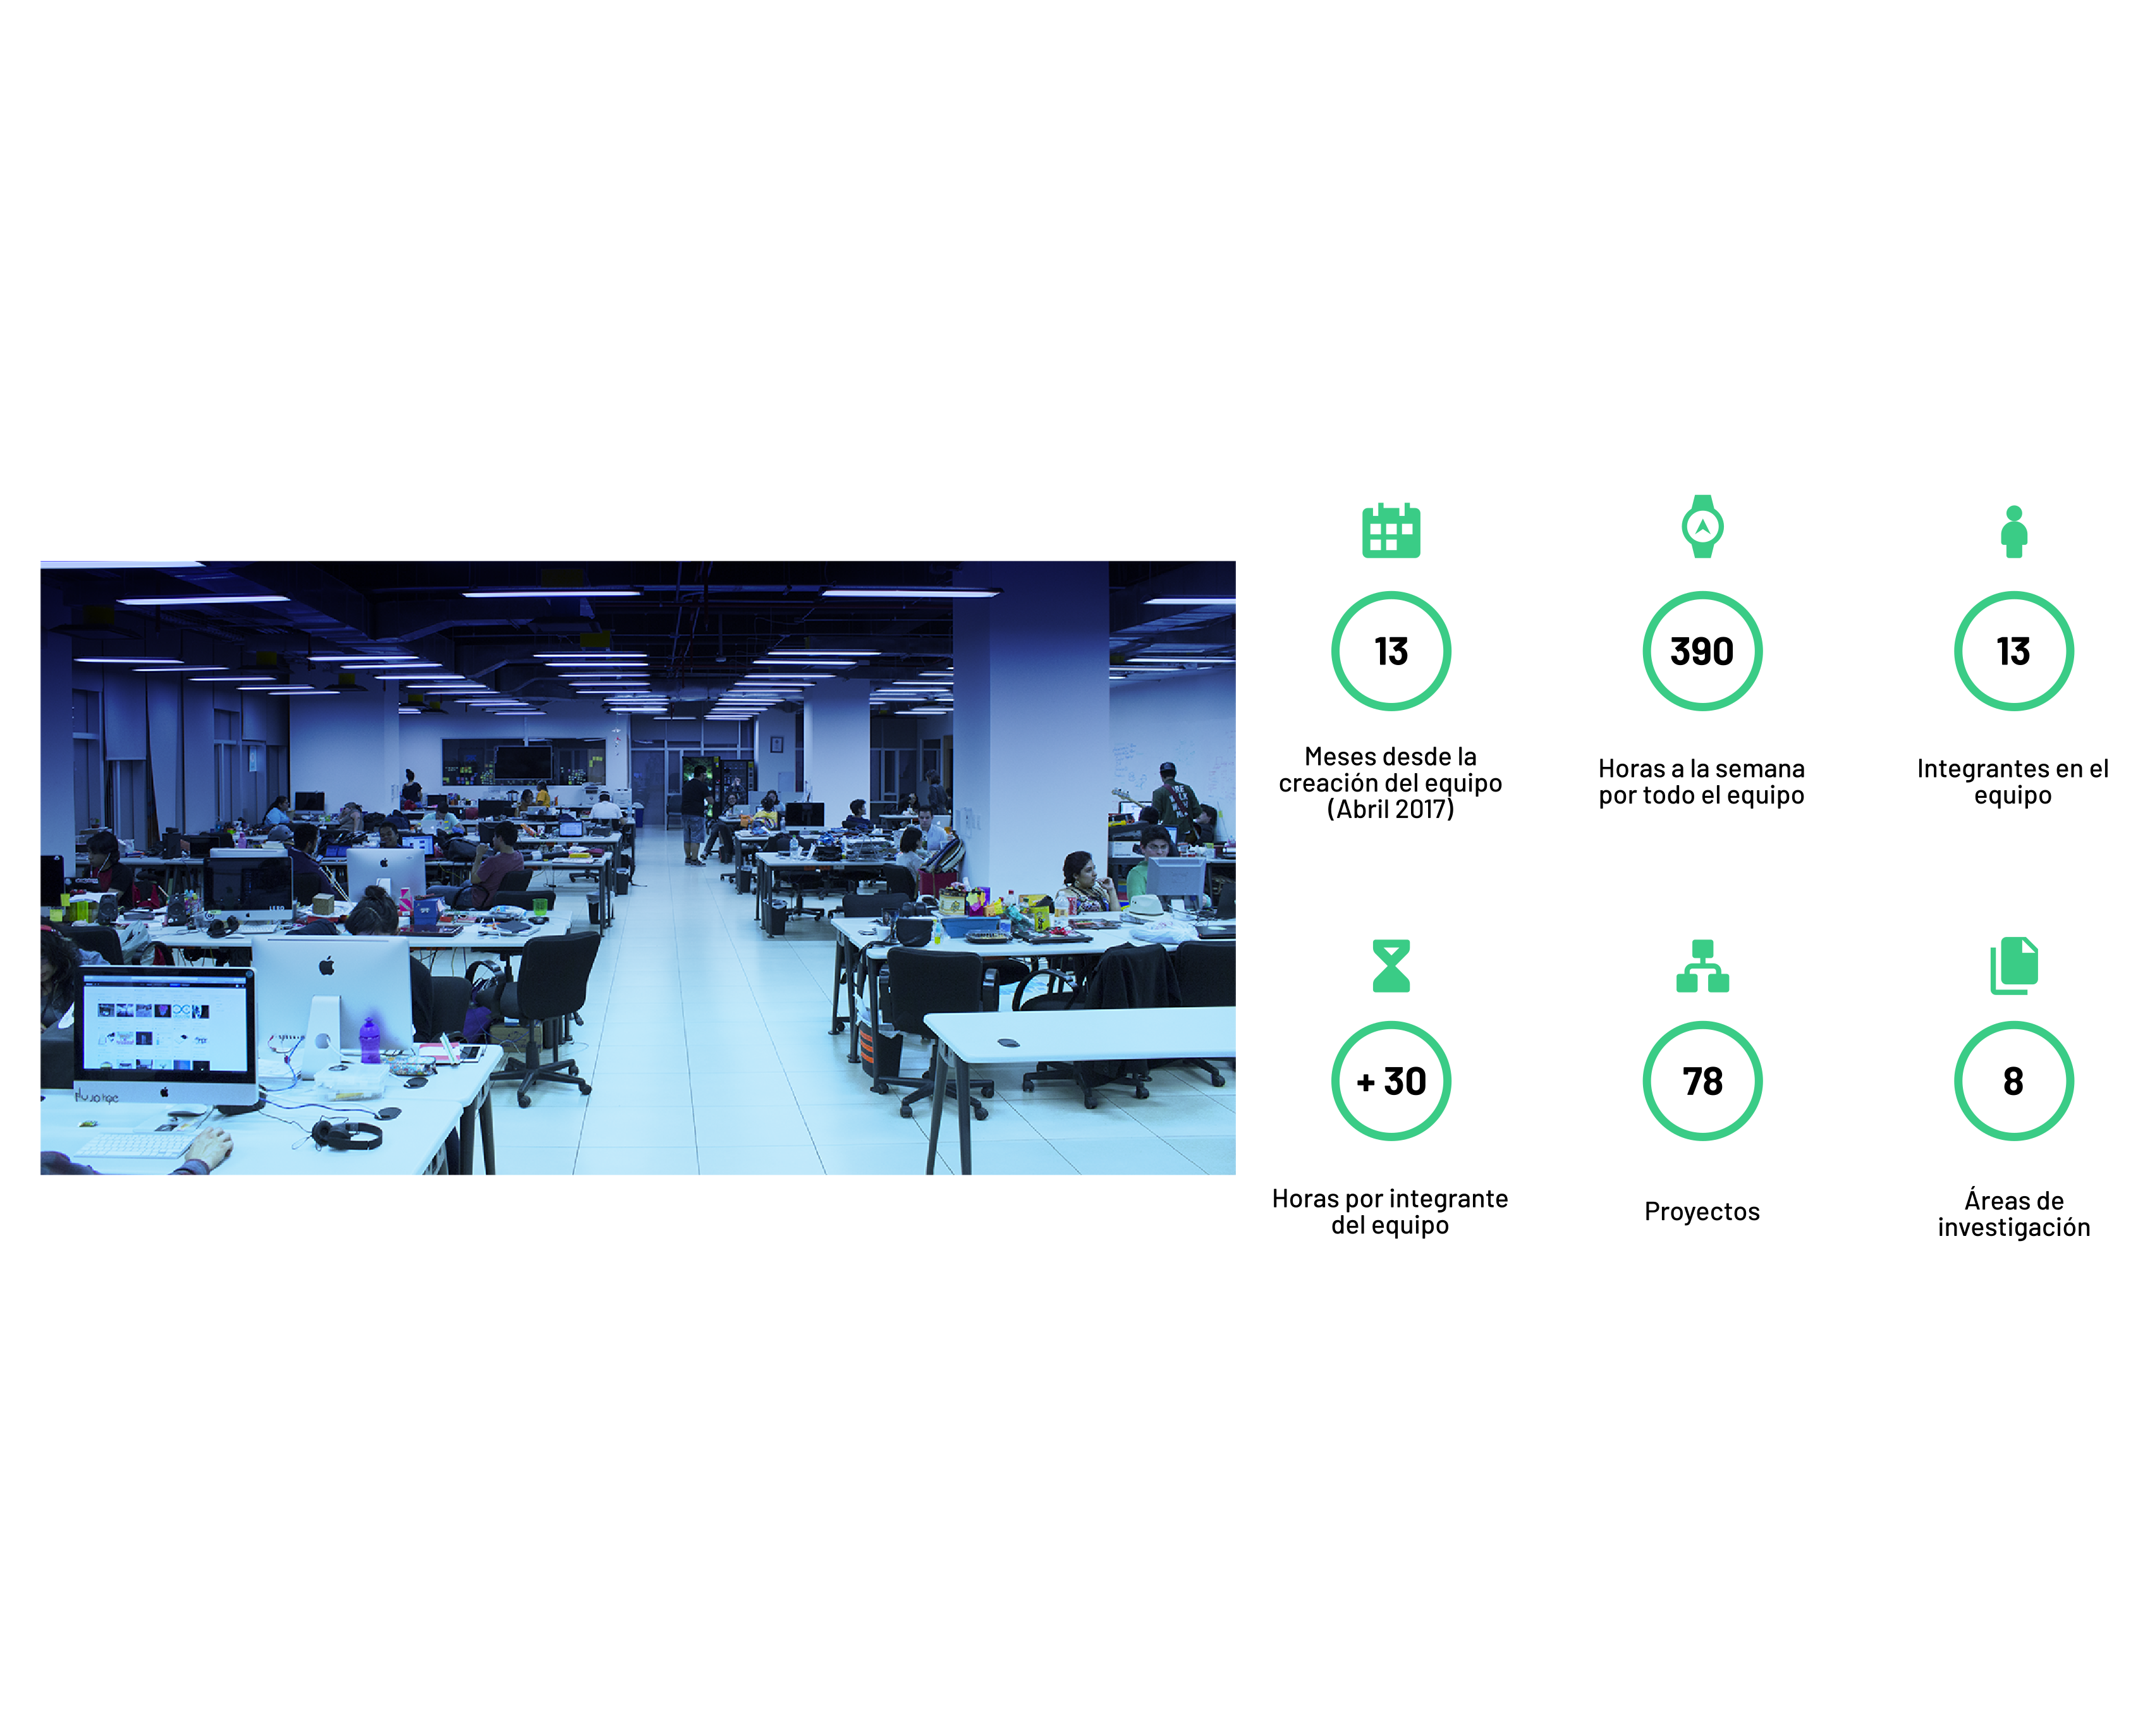 13
Meses desde la
creación del equipo
(Abril 2017)
390
Horas a la semana
por todo el equipo
13
Integrantes en el
equipo
+ 30
Horas por integrante
del equipo
78
Proyectos
8
Áreas de
investigación